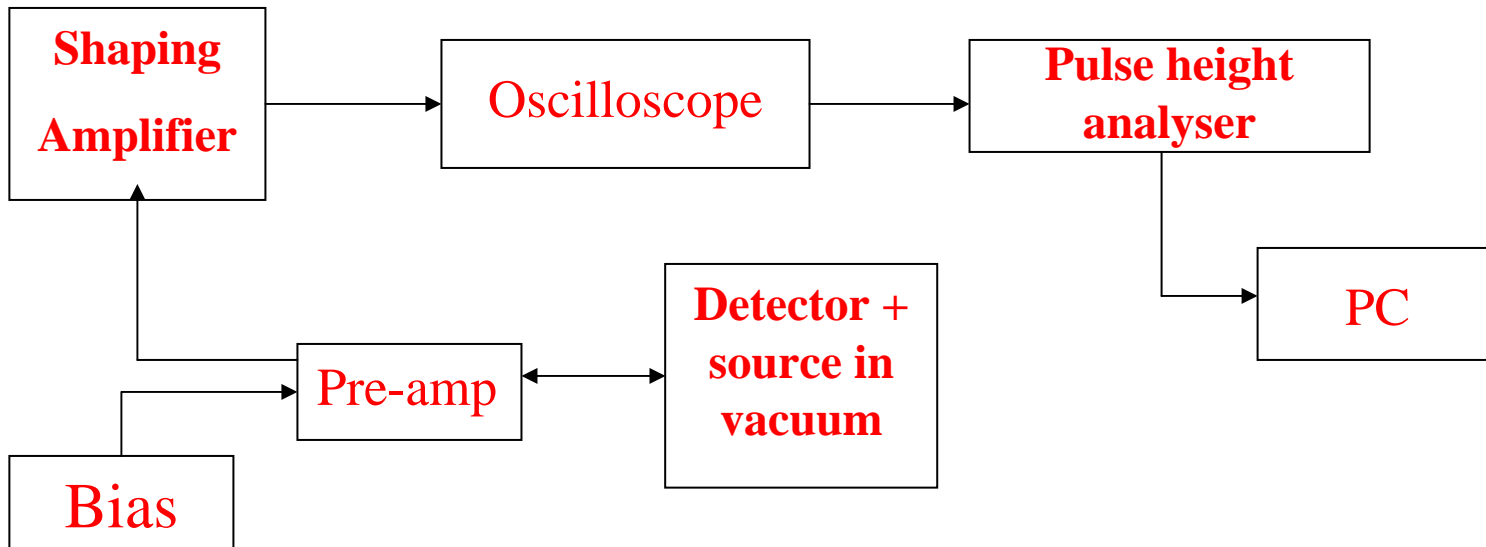 Shaping
Amplifier
Oscilloscope
Pulse height
analyser
PC
Detector +
source in
vacuum
Pre-amp
Bias